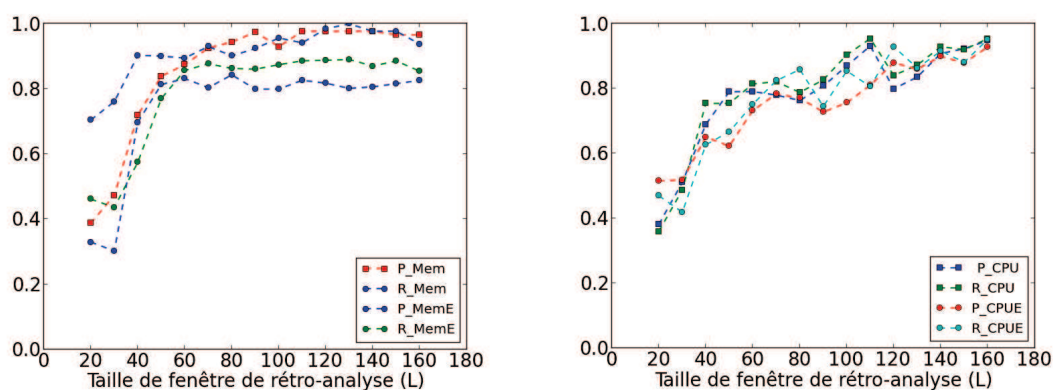 1.0
0.8
0.6
0.4
0.2
0.0
0 20 40 60 80 100 120 140 160 180
Taille de fenêtre de rétro-analyse (L)
P_Mem
R_Mem
P_MemE
R_MemE
1.0
0.8
0.6
0.4
0.2
0.0
0 20 40 60 80 100 120 140 160 180
Taille de fenêtre de rétro-analyse (L)
P_CPU
R_CPU
P_CPUE
R_CPUE